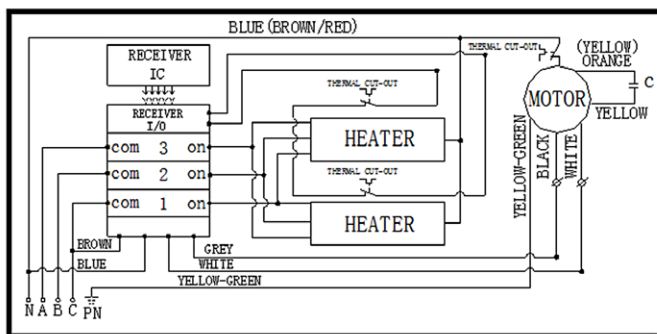 BLUE(BROWN/RED)
RECEIVER
IC
THERMAL CUT-OUT
(YELLOW)
ORANGE
C
THERMAL CUT-OUT
MOTOR
YELLOW
RECEIVER
I/O
HEATER
com 3 on
com 2 on
THERMAL CUT-OUT
com 1 on
HEATER
YELLOW-GREEN
BLACK
WHITE
BROWN
GREY
BLUE
WHITE
YELLOW-GREEN
N A B C PN